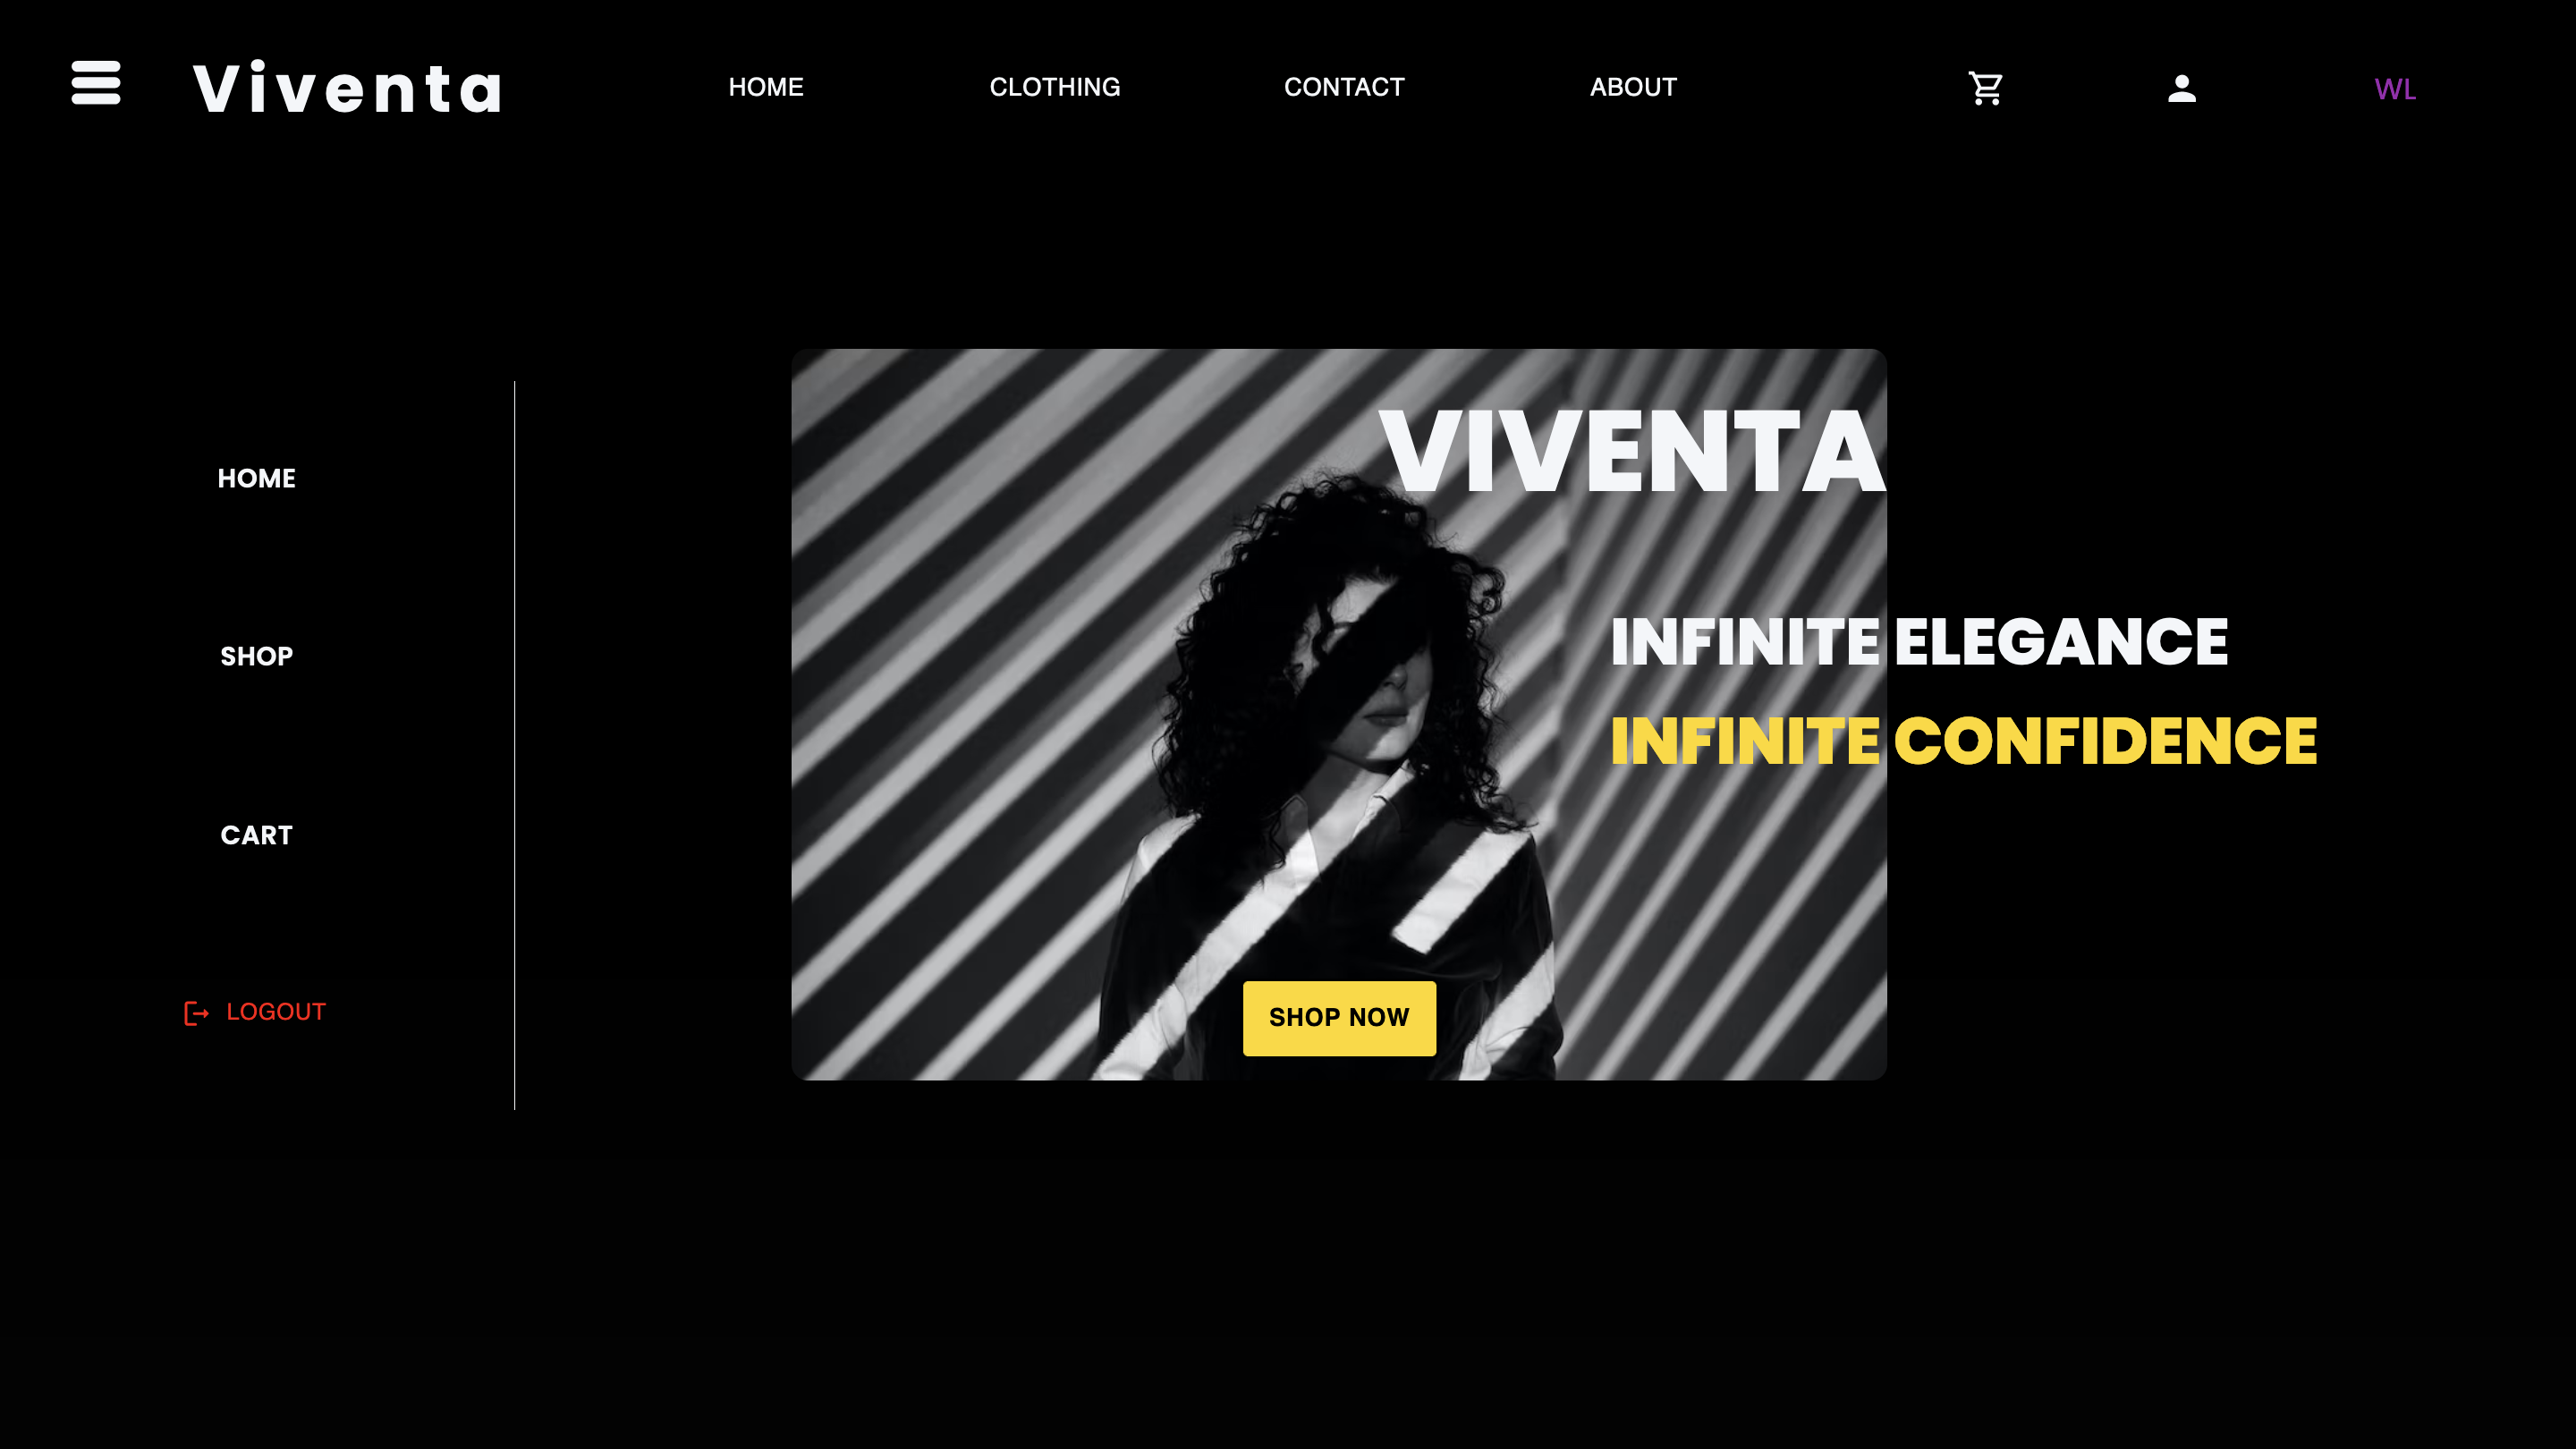 Viventa
HOME
CLOTHING
CONTACT
ABOUT
WL
HOME
SHOP
CART
LOGOUT
VIVENTA
INFINITE ELEGANCE
INFINITE CONFIDENCE
SHOP NOW